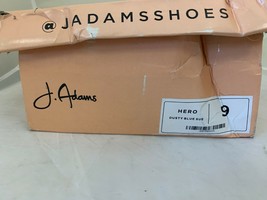 @JADAMSSHOES
J. Adams
HERO
9
DUSTY BLUE SUE